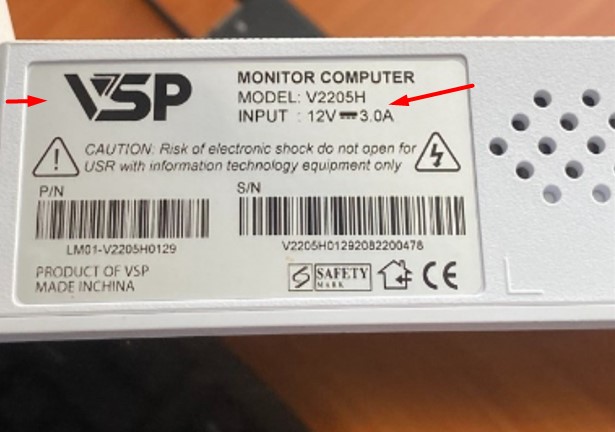 VSP
MONITOR COMPUTER
MODEL: V2205H
INPUT : 12V⎓3.0A
CAUTION: Risk of electronic shock do not open for
USR with information technology equipment only
P/N
S/N
LM01-V2205H0129
V2205H01292082200478
PRODUCT OF VSP
MADE INCHINA
S SAFETY
MARK
CE